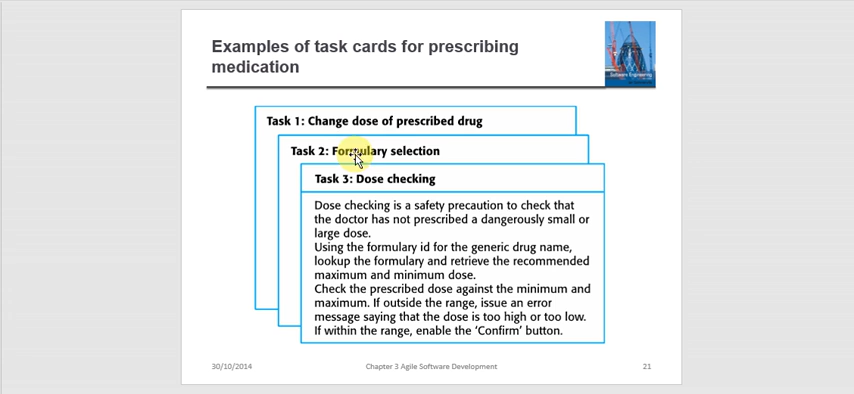 Examples of task cards for prescribing
medication
Software Engineering
Task 1: Change dose of prescribed drug
Task 2: Formulary selection
Task 3: Dose checking
Dose checking is a safety precaution to check that
the doctor has not prescribed a dangerously small or
large dose.
Using the formulary id for the generic drug name,
lookup the formulary and retrieve the recommended
maximum and minimum dose.
Check the prescribed dose against the minimum and
maximum. If outside the range, issue an error
message saying that the dose is too high or too low.
If within the range, enable the ‘Confirm’ button.
30/10/2014
Chapter 3 Agile Software Development
21